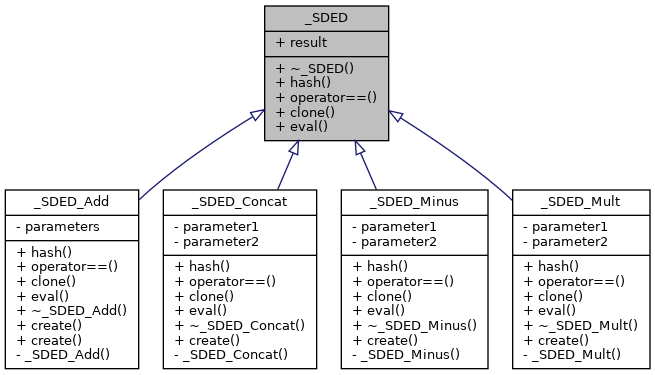 _SDED
+ result
+ ~_SDED()
+ hash()
+ operator==()
+ clone()
+ eval()
_SDED_Add
- parameters
+ hash()
+ operator==()
+ clone()
+ eval()
+ ~_SDED_Add()
+ create()
+ create()
- _SDED_Add()
_SDED_Concat
- parameter1
- parameter2
+ hash()
+ operator==()
+ clone()
+ eval()
+ ~_SDED_Concat()
+ create()
- _SDED_Concat()
_SDED_Minus
- parameter1
- parameter2
+ hash()
+ operator==()
+ clone()
+ eval()
+ ~_SDED_Minus()
+ create()
- _SDED_Minus()
_SDED_Mult
- parameter1
- parameter2
+ hash()
+ operator==()
+ clone()
+ eval()
+ ~_SDED_Mult()
+ create()
- _SDED_Mult()